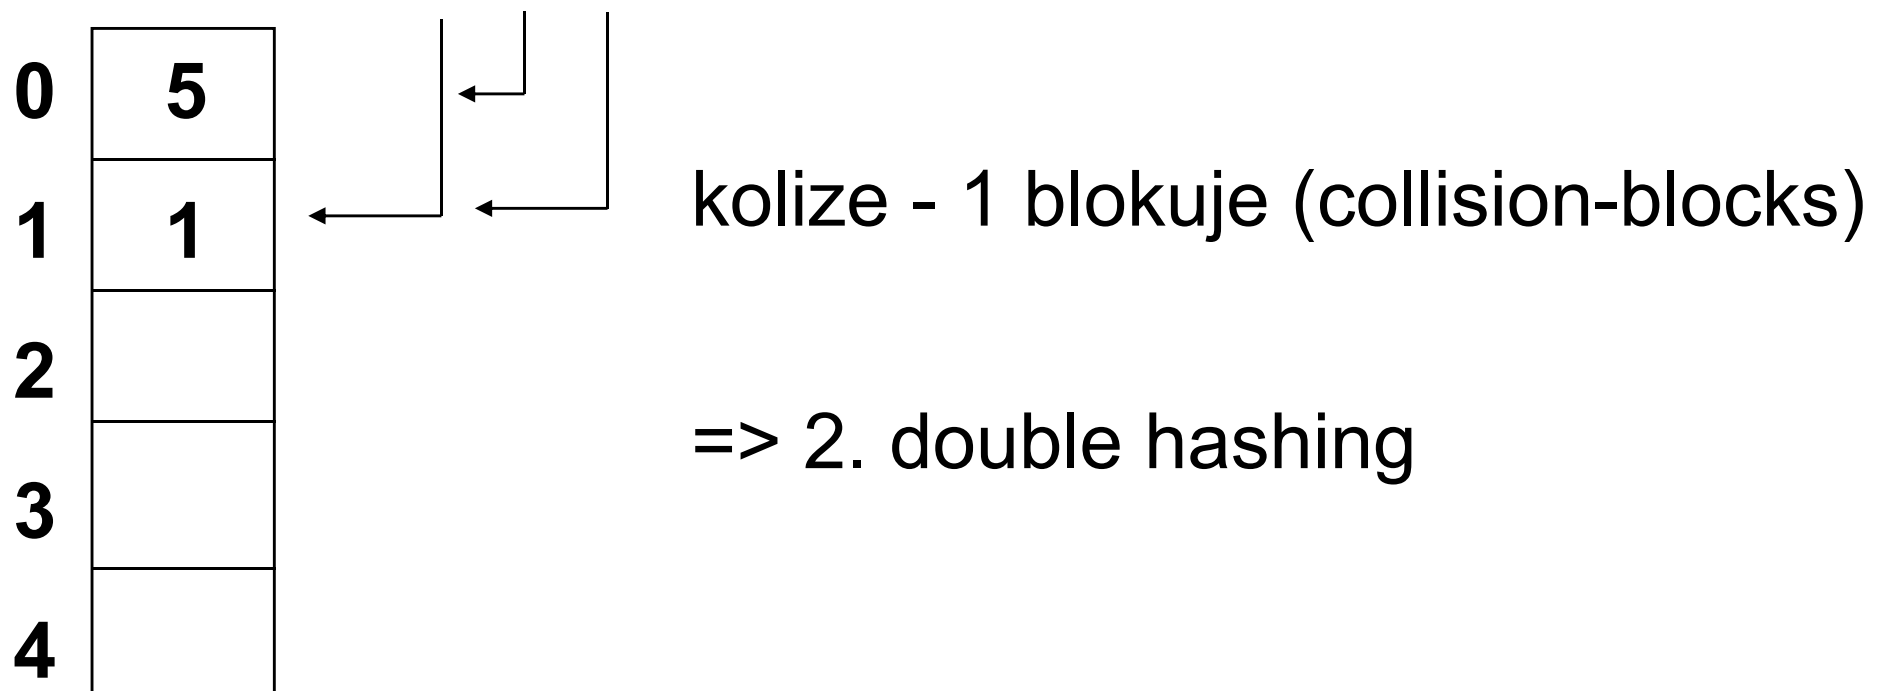 0 5
1 1 kolize - 1 blokuje (collision-blocks)
2
=> 2. double hashing
3
4